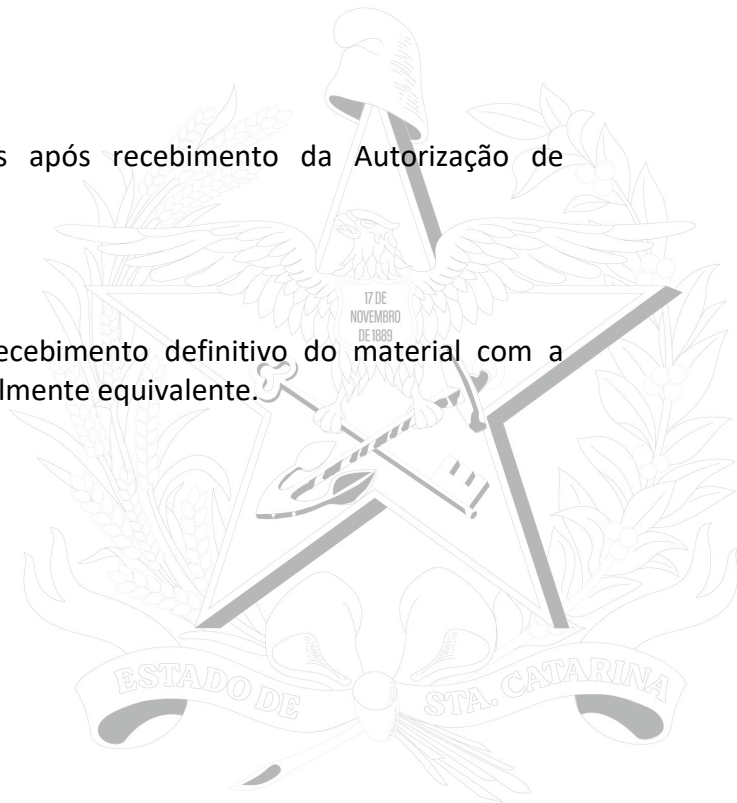 s após recebimento da Autorização de
17 DE
NOVEMBRO
DE 1889
ecebimento definitivo do material com a
lmente equivalente.
ESTADO DE STA. CATARINA